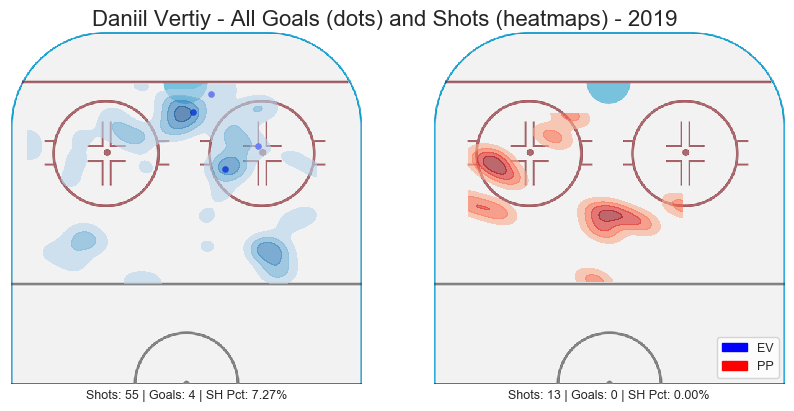 Daniil Vertiy - All Goals (dots) and Shots (heatmaps) - 2019
EV
PP
Shots: 55 | Goals: 4 | SH Pct: 7.27%
Shots: 13 | Goals: 0 | SH Pct: 0.00%